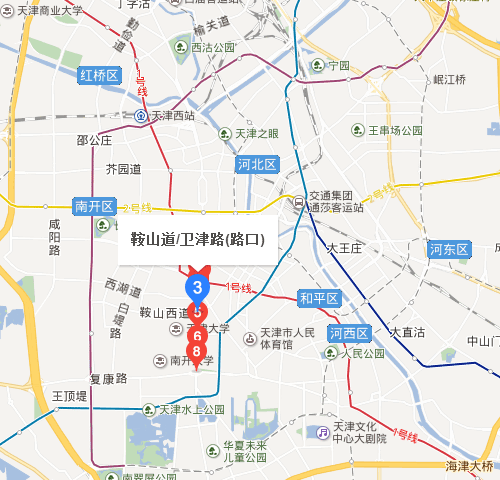 丁字沽
天津商业大学
勤俭道
榆关道
西沽公园
宁园
岷江桥
红桥区
号线
天津西站
天津之眼
王串场公园
邵公庄
芥园道
河北区
交通集团
通莎客运站
2号线
南开区
2号线
咸阳路
鞍山道/卫津路(路口)
大王庄
河东区
成
西湖道
白堤路
3
1号线
和平区
鞍山西道
5
天津大学
6
天津市人民
体育馆
河西区
大直沽
中山门
8
南开大学
人民公园
夏康路
王顶堤
天津水上公园
天津文化
中心大剧院
1号线
华夏未来
儿童公园
海津大桥
南翠屏公园